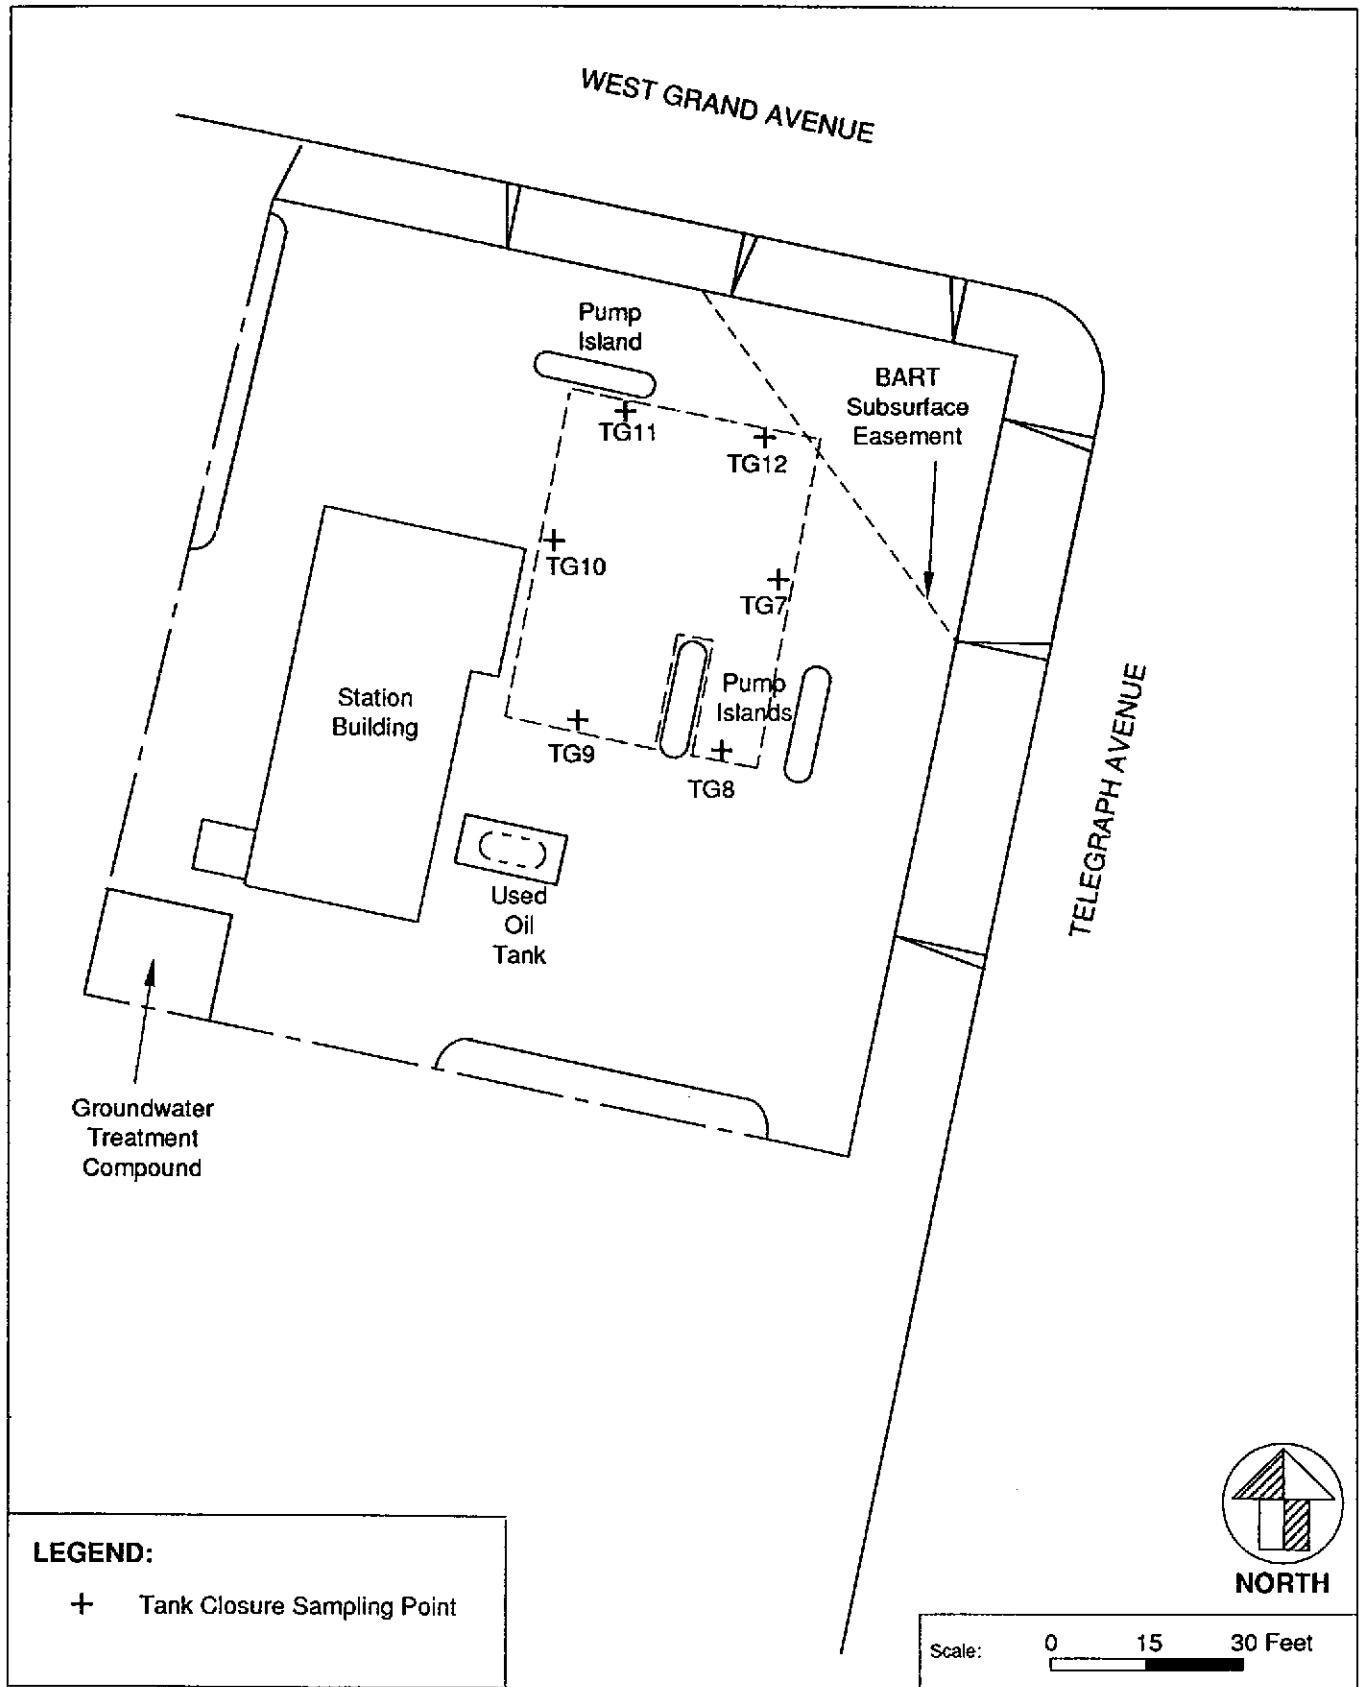 WEST GRAND AVENUE
Pump
Island
BART
Subsurface
Easement
TG11
TG12
TG10
TG7
Station
Building
Pump
Islands
TG9
TG8
TELEGRAPH AVENUE
Used
Oil
Tank
Groundwater
Treatment
Compound
NORTH
LEGEND:
+ Tank Closure Sampling Point
Scale: 0 15 30 Feet